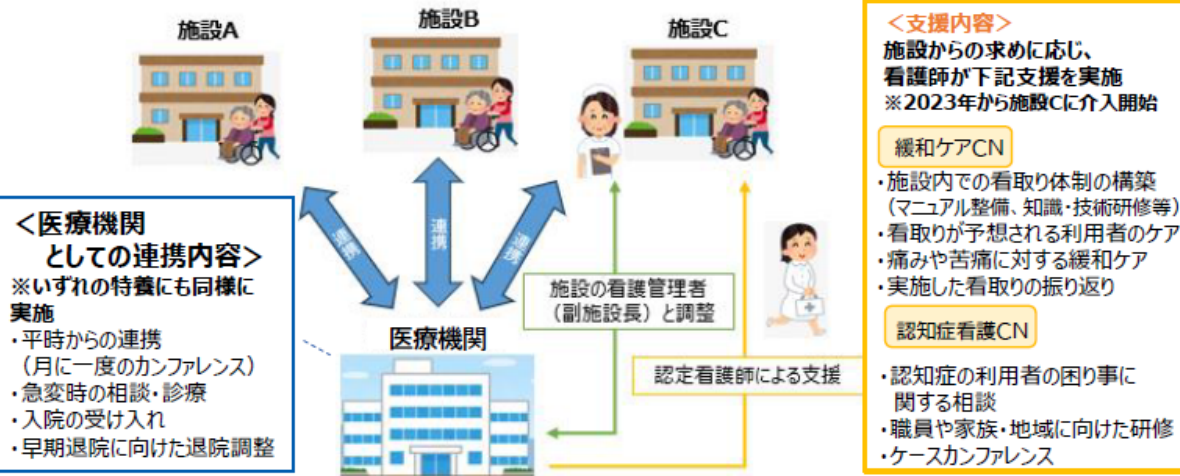 施設A
施設B
施設C
連携
連携
連携
<医療機関
としての連携内容>
※いずれの特養にも同様に
実施
・平時からの連携
(月に一度のカンファレンス)
・急変時の相談・診療
・入院の受け入れ
・早期退院に向けた退院調整
医療機関
施設の看護管理者
(副施設長)と調整
認定看護師による支援
<支援内容>
施設からの求めに応じ、
看護師が下記支援を実施
※2023年から施設Cに介入開始
緩和ケアCN
・施設内での看取り体制の構築
(マニュアル整備、知識・技術研修等)
・看取りが予想される利用者のケア
・痛みや苦痛に対する緩和ケア
・実施した看取りの振り返り
認知症看護CN
・認知症の利用者の困り事に
関する相談
・職員や家族・地域に向けた研修
・ケースカンファレンス